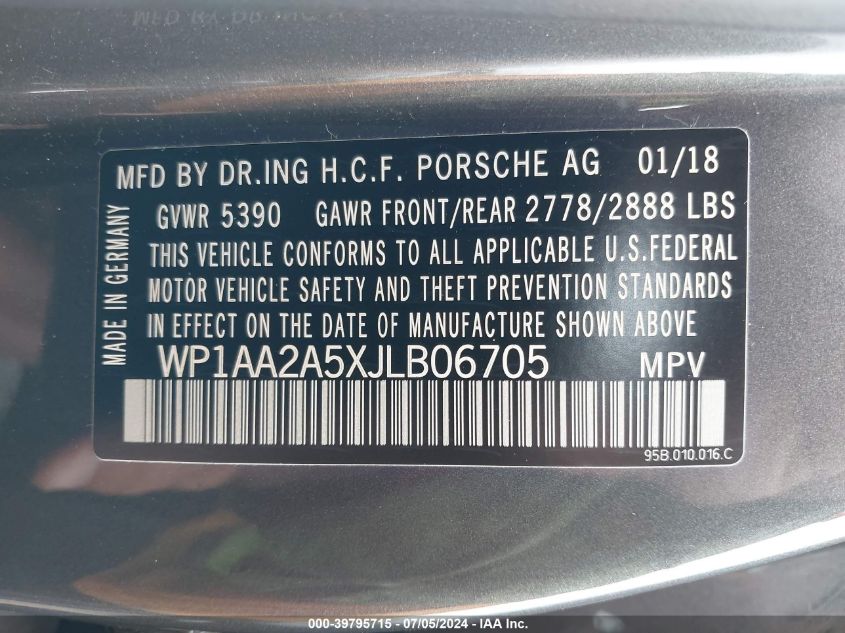 MFD BY DR.ING H.C.F. PORSCHE AG 01/18
GVWR 5390 GAWR FRONT/REAR 2778/2888 LBS
THIS VEHICLE CONFORMS TO ALL APPLICABLE U.S.FEDERAL
MOTOR VEHICLE SAFETY AND THEFT PREVENTION STANDARDS
IN EFFECT ON THE DATE OF MANUFACTURE SHOWN ABOVE.
MADE IN GERMANY
WP1AA2A5XJLB06705 MPV
95B.010.016.C
000-39795715 - 07/05/2024 - IAAI.COM -